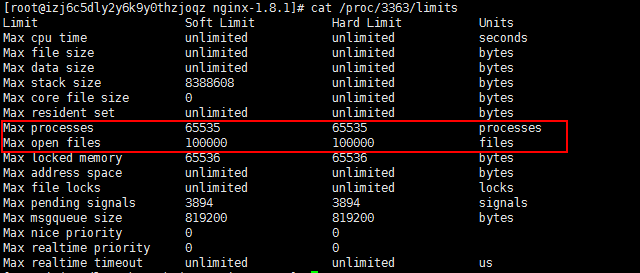 [root@izj6c5dly2y6k9y0thzjoqz nginx-1.8.1]# cat /proc/3363/limits
Limit Soft Limit Hard Limit Units
Max cpu time unlimited unlimited seconds
Max file size unlimited unlimited bytes
Max data size unlimited unlimited bytes
Max stack size 8388608 unlimited bytes
Max core file size 0 unlimited bytes
Max resident set unlimited unlimited bytes
Max processes 65535 65535 processes
Max open files 100000 100000 files
Max locked memory 65536 65536 bytes
Max address space unlimited unlimited bytes
Max file locks unlimited unlimited locks
Max pending signals 3894 3894 signals
Max msgqueue size 819200 819200 bytes
Max nice priority 0 0
Max realtime priority 0 0
Max realtime timeout unlimited unlimited us